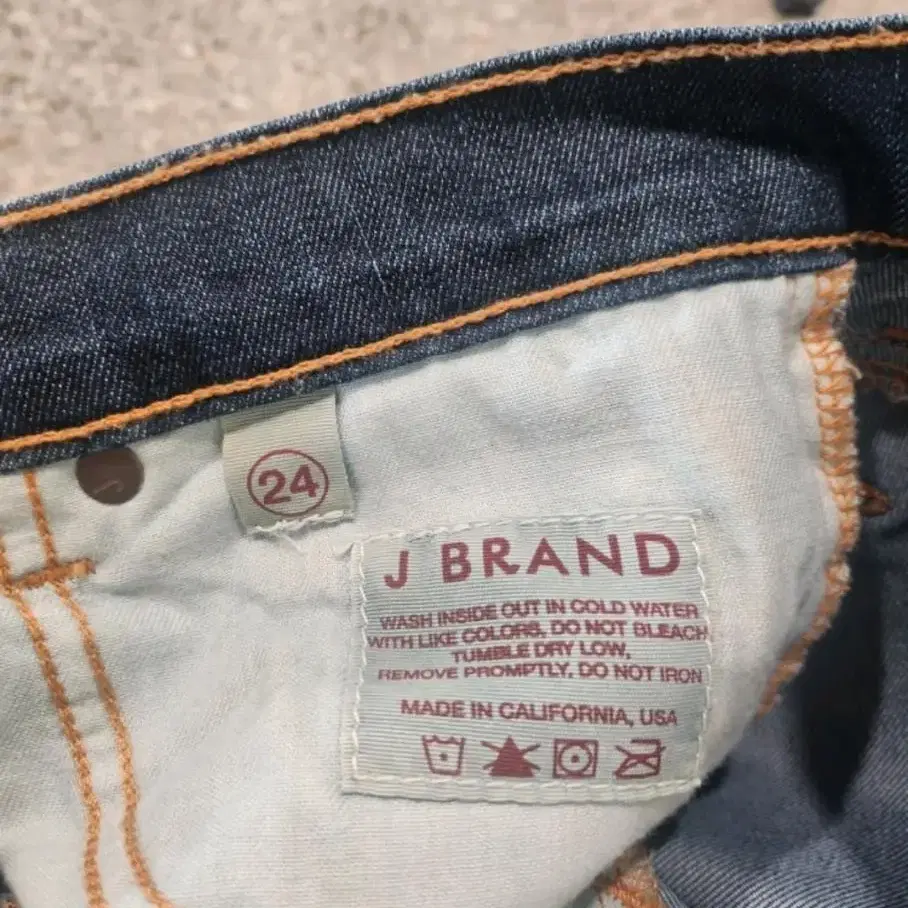 24
J BRAND
WASH INSIDE OUT IN COLD WATER
WITH LIKE COLORS, DO NOT BLEACH
TUMBLE DRY LOW,
REMOVE PROMPTLY, DO NOT IRON
MADE IN CALIFORNIA, USA